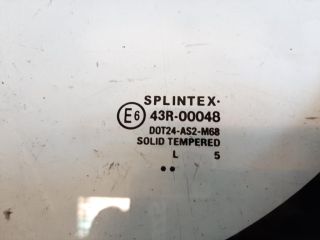 SPLINTEX·
E6 43R-00048
DOT24-AS2-M68
SOLID TEMPERED
L 5